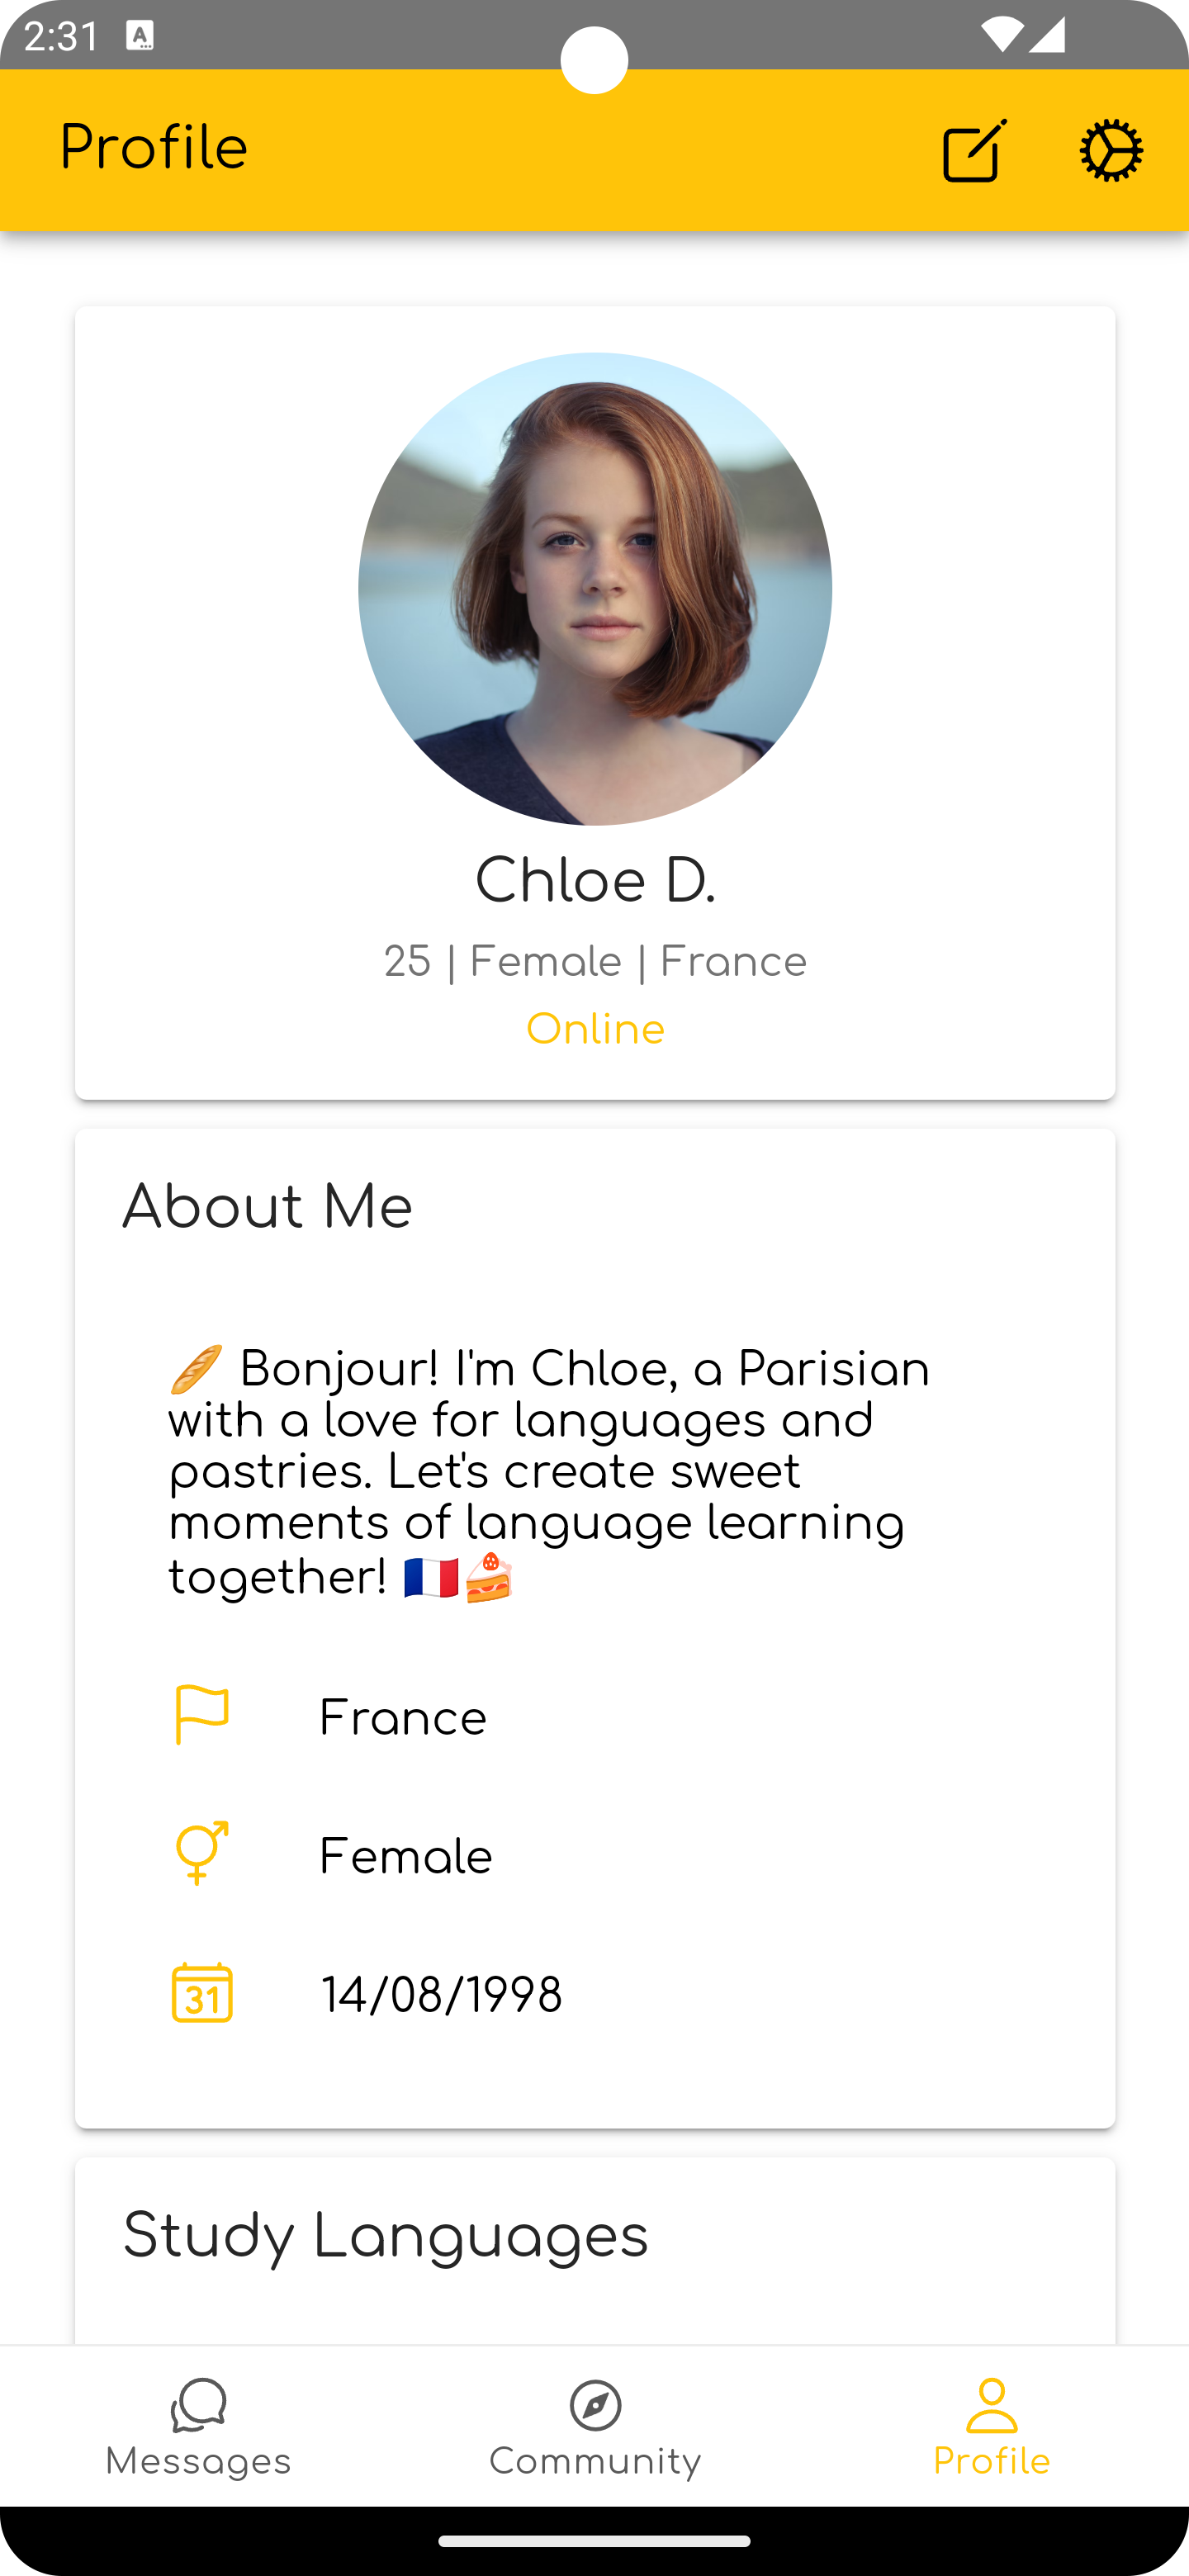 2:31 A
Profile
Chloe D.
25 | Female | France
Online
About Me
🥖 Bonjour! I'm Chloe, a Parisian
with a love for languages and
pastries. Let's create sweet
moments of language learning
together! 🇫🇷🍰
France
Female
31 14/08/1998
Study Languages
Messages Community Profile